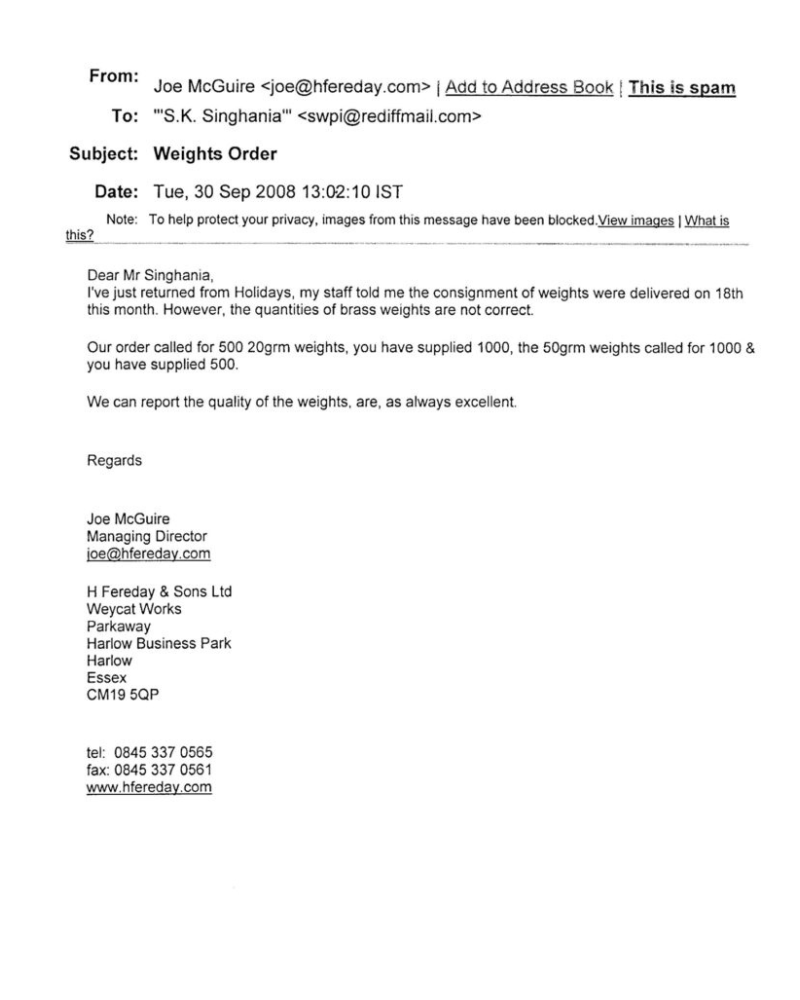 From: Joe McGuire <joe@hfereday.com> | Add to Address Book | This is spam
To: "'S.K. Singhania'" <swpi@rediffmail.com>
Subject: Weights Order
Date: Tue, 30 Sep 2008 13:02:10 IST
Note: To help protect your privacy, images from this message have been blocked.View images | What is
this?
Dear Mr Singhania,
I've just returned from Holidays, my staff told me the consignment of weights were delivered on 18th
this month. However, the quantities of brass weights are not correct.
Our order called for 500 20grm weights, you have supplied 1000, the 50grm weights called for 1000 &
you have supplied 500.
We can report the quality of the weights, are, as always excellent.
Regards
Joe McGuire
Managing Director
joe@hfereday.com
H Fereday & Sons Ltd
Weycat Works
Parkaway
Harlow Business Park
Harlow
Essex
CM19 5QP
tel: 0845 337 0565
fax: 0845 337 0561
www.hfereday.com